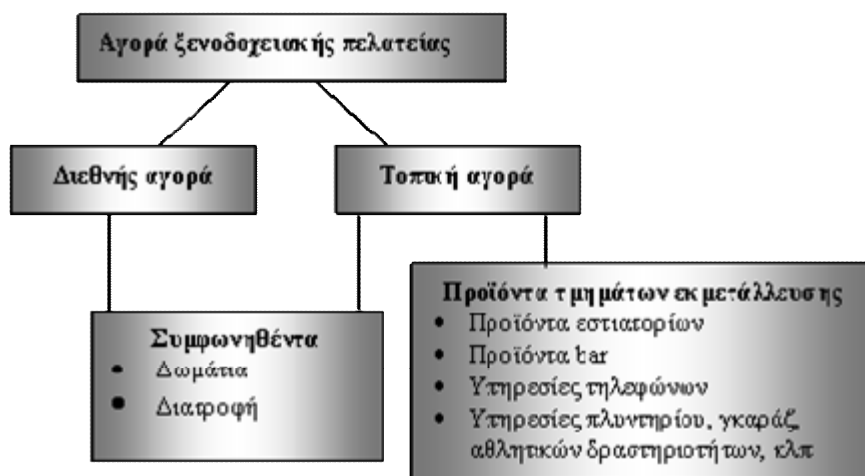 Αγορά ξενοδοχειακής πελατείας
Διεθνής αγορά
Τοπική αγορά
Συμφωνηθέντα
• Δωμάτια
• Διατροφή
Προϊόντα τμημάτων εκμετάλλευσης
• Προϊόντα εστιατορίων
• Προϊόντα bar
• Υπηρεσίες τηλεφώνων
• Υπηρεσίες πλυντηρίου, γκαράζ,
αθλητικών δραστηριοτήτων, κλπ